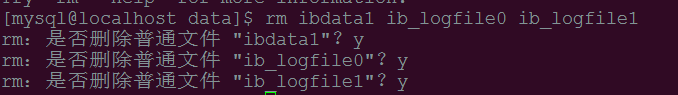 [mysql@localhost data]$ rm ibdata1 ib_logfile0 ib_logfile1
rm: 是否删除普通文件 "ibdata1"? y
rm: 是否删除普通文件 "ib_logfile0"? y
rm: 是否删除普通文件 "ib_logfile1"? y